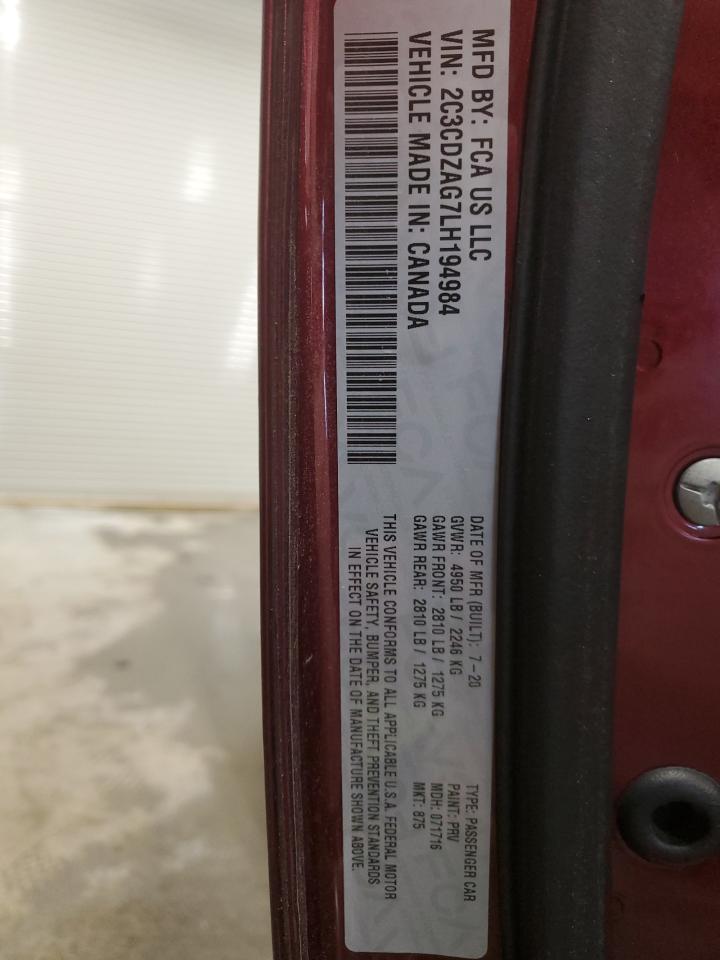 MFD BY: FCA US LLC
VIN: 2C3CDZAG7LH194984
VEHICLE MADE IN: CANADA
DATE OF MFR (BUILT): 7-20
GVWR: 4950 LB / 2246 KG
GAWR FRONT: 2810 LB / 1275 KG
GAWR REAR: 2810 LB / 1275 KG
TYPE: PASSENGER CAR
PAINT: PRV
MDH: 071716
MKT: 875
THIS VEHICLE CONFORMS TO ALL APPLICABLE U.S.A. FEDERAL MOTOR
VEHICLE SAFETY, BUMPER, AND THEFT PREVENTION STANDARDS
IN EFFECT ON THE DATE OF MANUFACTURE SHOWN ABOVE.